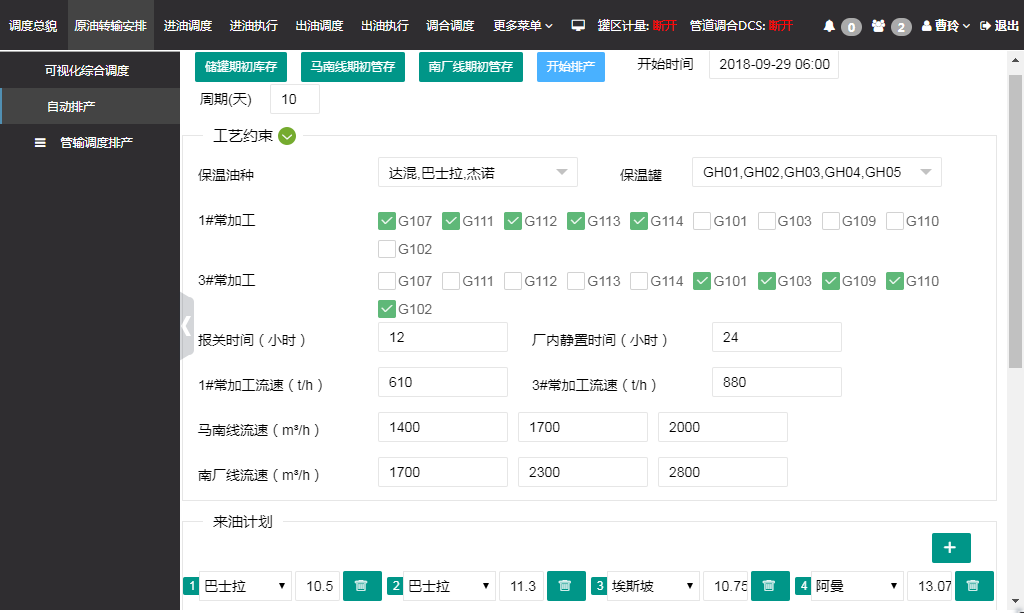 调度总貌 原油转输安排 进油调度 进油执行 出油调度 出油执行 调合调度 更多菜单 罐区计量: 断开 管道调合DCS: 断开 0 2 曹玲 退出
可视化综合调度
自动排产
管输调度排产
储罐期初库存 马南线期初管存 南厂线期初管存 开始排产 开始时间 2018-09-29 06:00
周期(天) 10
工艺约束
保温油种 达混,巴士拉,杰诺 保温罐 GH01,GH02,GH03,GH04,GH05
1#常加工 G107 G111 G112 G113 G114 G101 G103 G109 G110
G102
3#常加工 G107 G111 G112 G113 G114 G101 G103 G109 G110
G102
报关时间（小时） 12 厂内静置时间（小时） 24
1#常加工流速（t/h） 610 3#常加工流速（t/h） 880
马南线流速（m³/h） 1400 1700 2000
南厂线流速（m³/h） 1700 2300 2800
来油计划
+
1 巴士拉 10.5 2 巴士拉 11.3 3 埃斯坡 10.75 4 阿曼 13.07